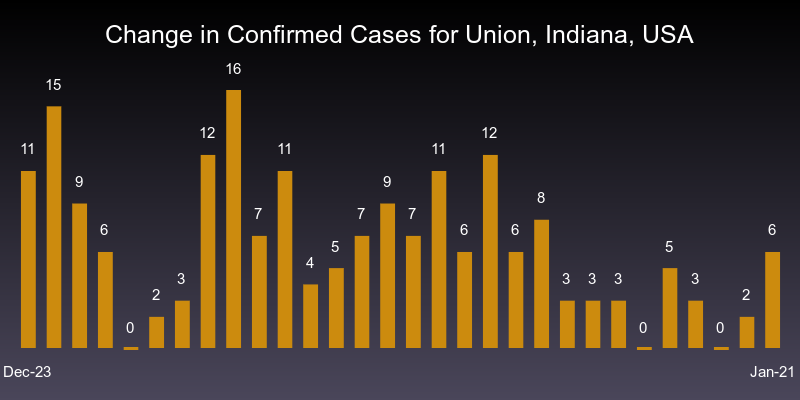 Change in Confirmed Cases for Union, Indiana, USA
11 15 9 6 0 2 3 12 16 7 11 4 5 7 9 7 11 6 12 6 8 3 3 3 0 5 3 0 2 6
Dec-23 Jan-21